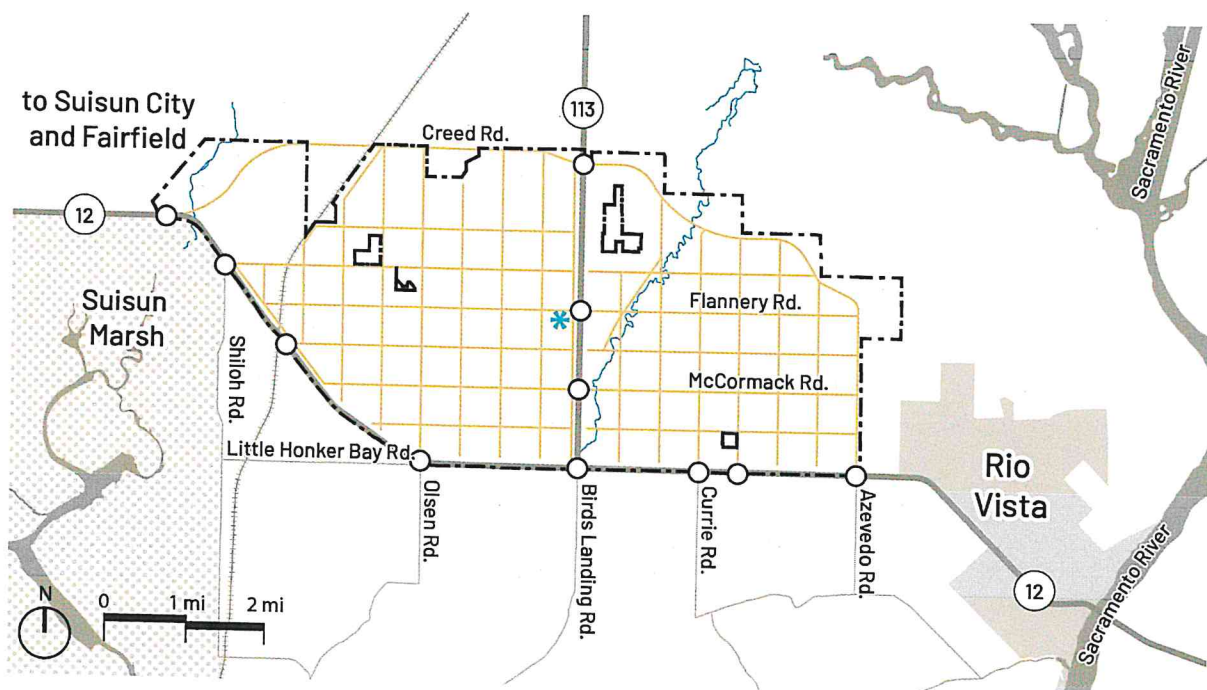 to Suisun City
and Fairfield
113
Creed Rd.
Sacramento River
12
Suisun
Marsh
Flannery Rd.
Shiloh Rd.
McCormack Rd.
Little Honker Bay Rd.
Olsen Rd.
Birds Landing Rd.
Currie Rd.
Azevedo Rd.
Rio
Vista
12
Sacramento River
N
0 1 mi 2 mi